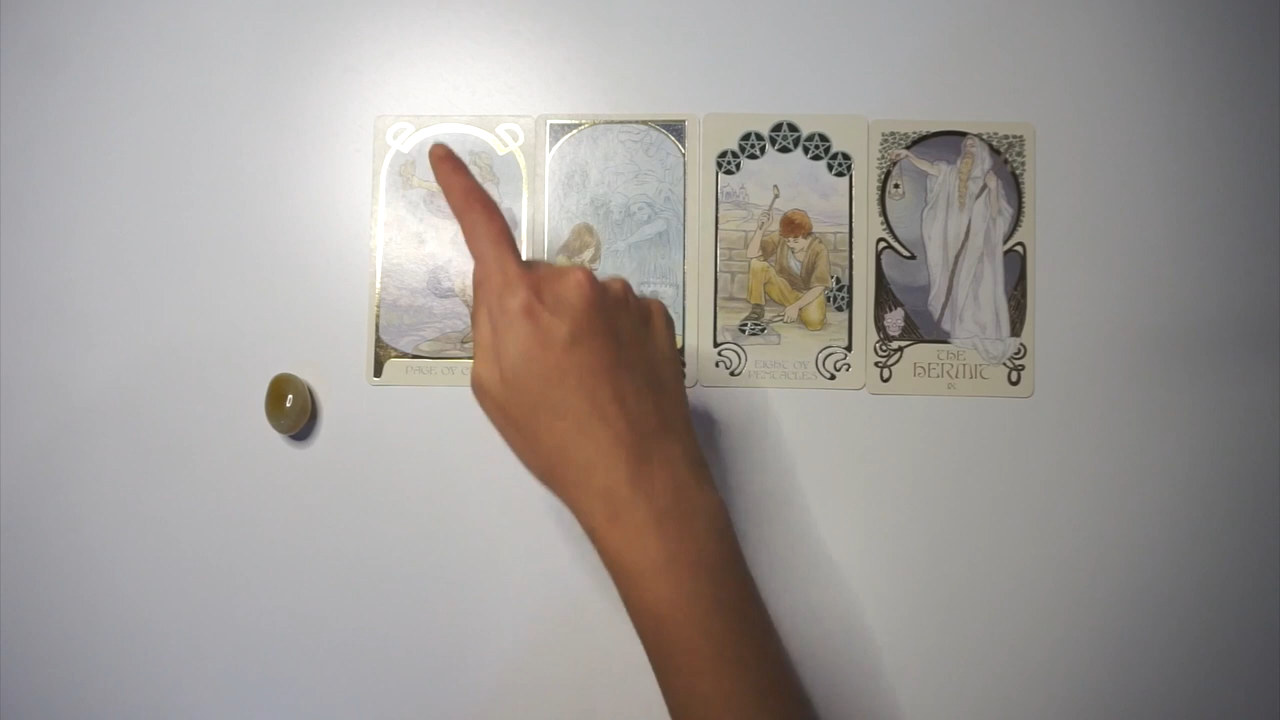 PAGE OF
EIGHT OF
PENTACLES
THE
HERMIT
IX